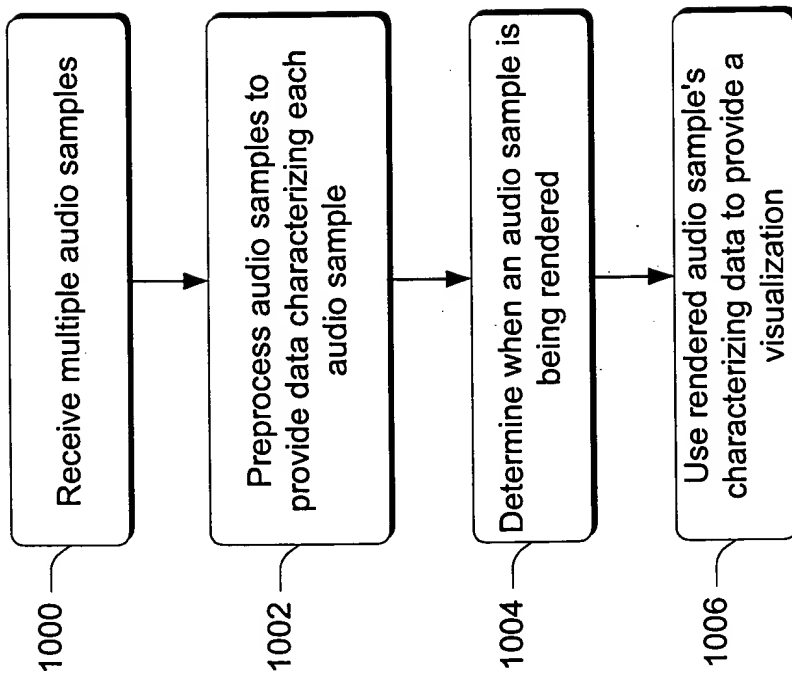 1000
Receive multiple audio samples
1002
Preprocess audio samples to
provide data characterizing each
audio sample
1004
Determine when an audio sample is
being rendered
1006
Use rendered audio sample's
characterizing data to provide a
visualization